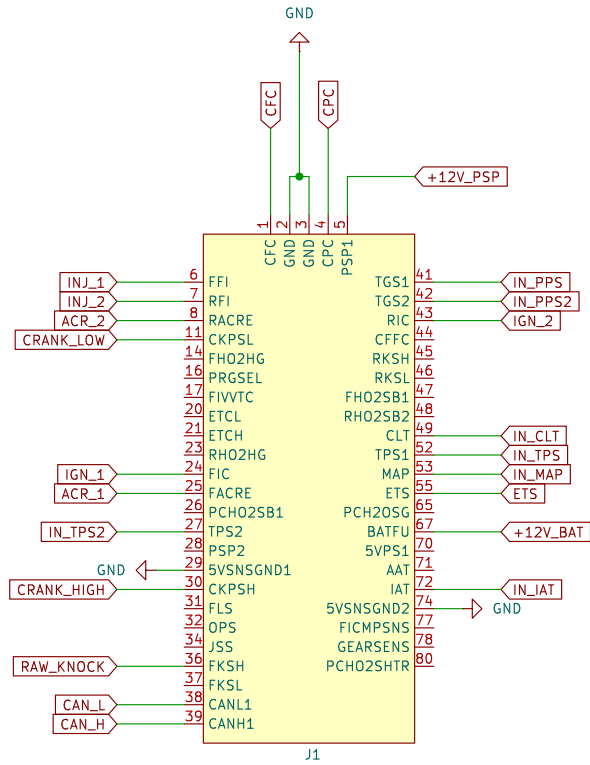 GND
CFC
CPC
+12V_PSP
1 2 3 4 5
CFC GND GND CPC PSP1
INJ_1 6 FFI TGS1 41 IN_PPS
INJ_2 7 RFI TGS2 42 IN_PPS2
ACR_2 8 RACRE RIC 43 IGN_2
CRANK_LOW 11 CKPSL CFFC 44
14 FHO2HG RKSH 45
16 PRGSEL RKSL 46
17 FIVVTC FHO2SB1 47
20 ETCL RHO2SB2 48
21 ETCH CLT 49 IN_CLT
23 RHO2HG TPS1 52 IN_TPS
IGN_1 24 FIC MAP 53 IN_MAP
ACR_1 25 FACRE ETS 55 ETS
26 PCHO2SB1 PCH2OSG 65
IN_TPS2 27 TPS2 BATFU 67 +12V_BAT
28 PSP2 5VPS1 70
GND 29 5VSNSGND1 AAT 71
CRANK_HIGH 30 CKPSH IAT 72 IN_IAT
31 FLS 5VSNSGND2 74 GND
32 OPS FICMPSNS 77
34 JSS GEARSENS 78
RAW_KNOCK 36 FKSH PCHO2SHTR 80
37 FKSL
CAN_L 38 CANL1
CAN_H 39 CANH1
J1